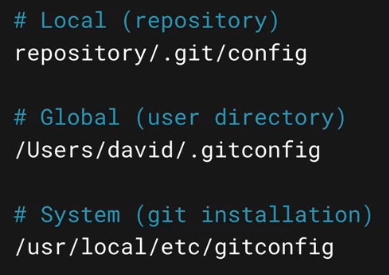 # Local (repository)
repository/.git/config
# Global (user directory)
/Users/david/.gitconfig
# System (git installation)
/usr/local/etc/gitconfig